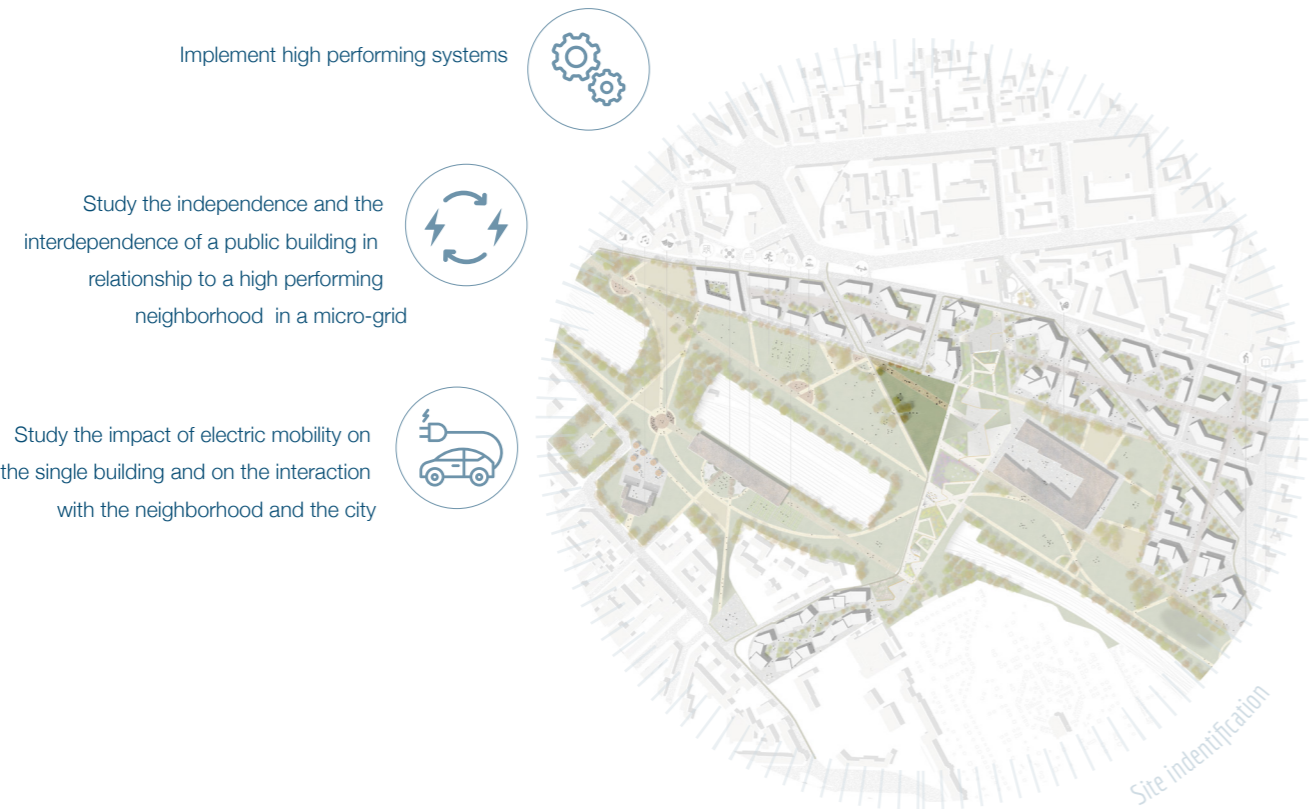 Implement high performing systems
Study the independence and the
interdependence of a public building in
relationship to a high performing
neighborhood in a micro-grid
Study the impact of electric mobility on
the single building and on the interaction
with the neighborhood and the city
Site indentification